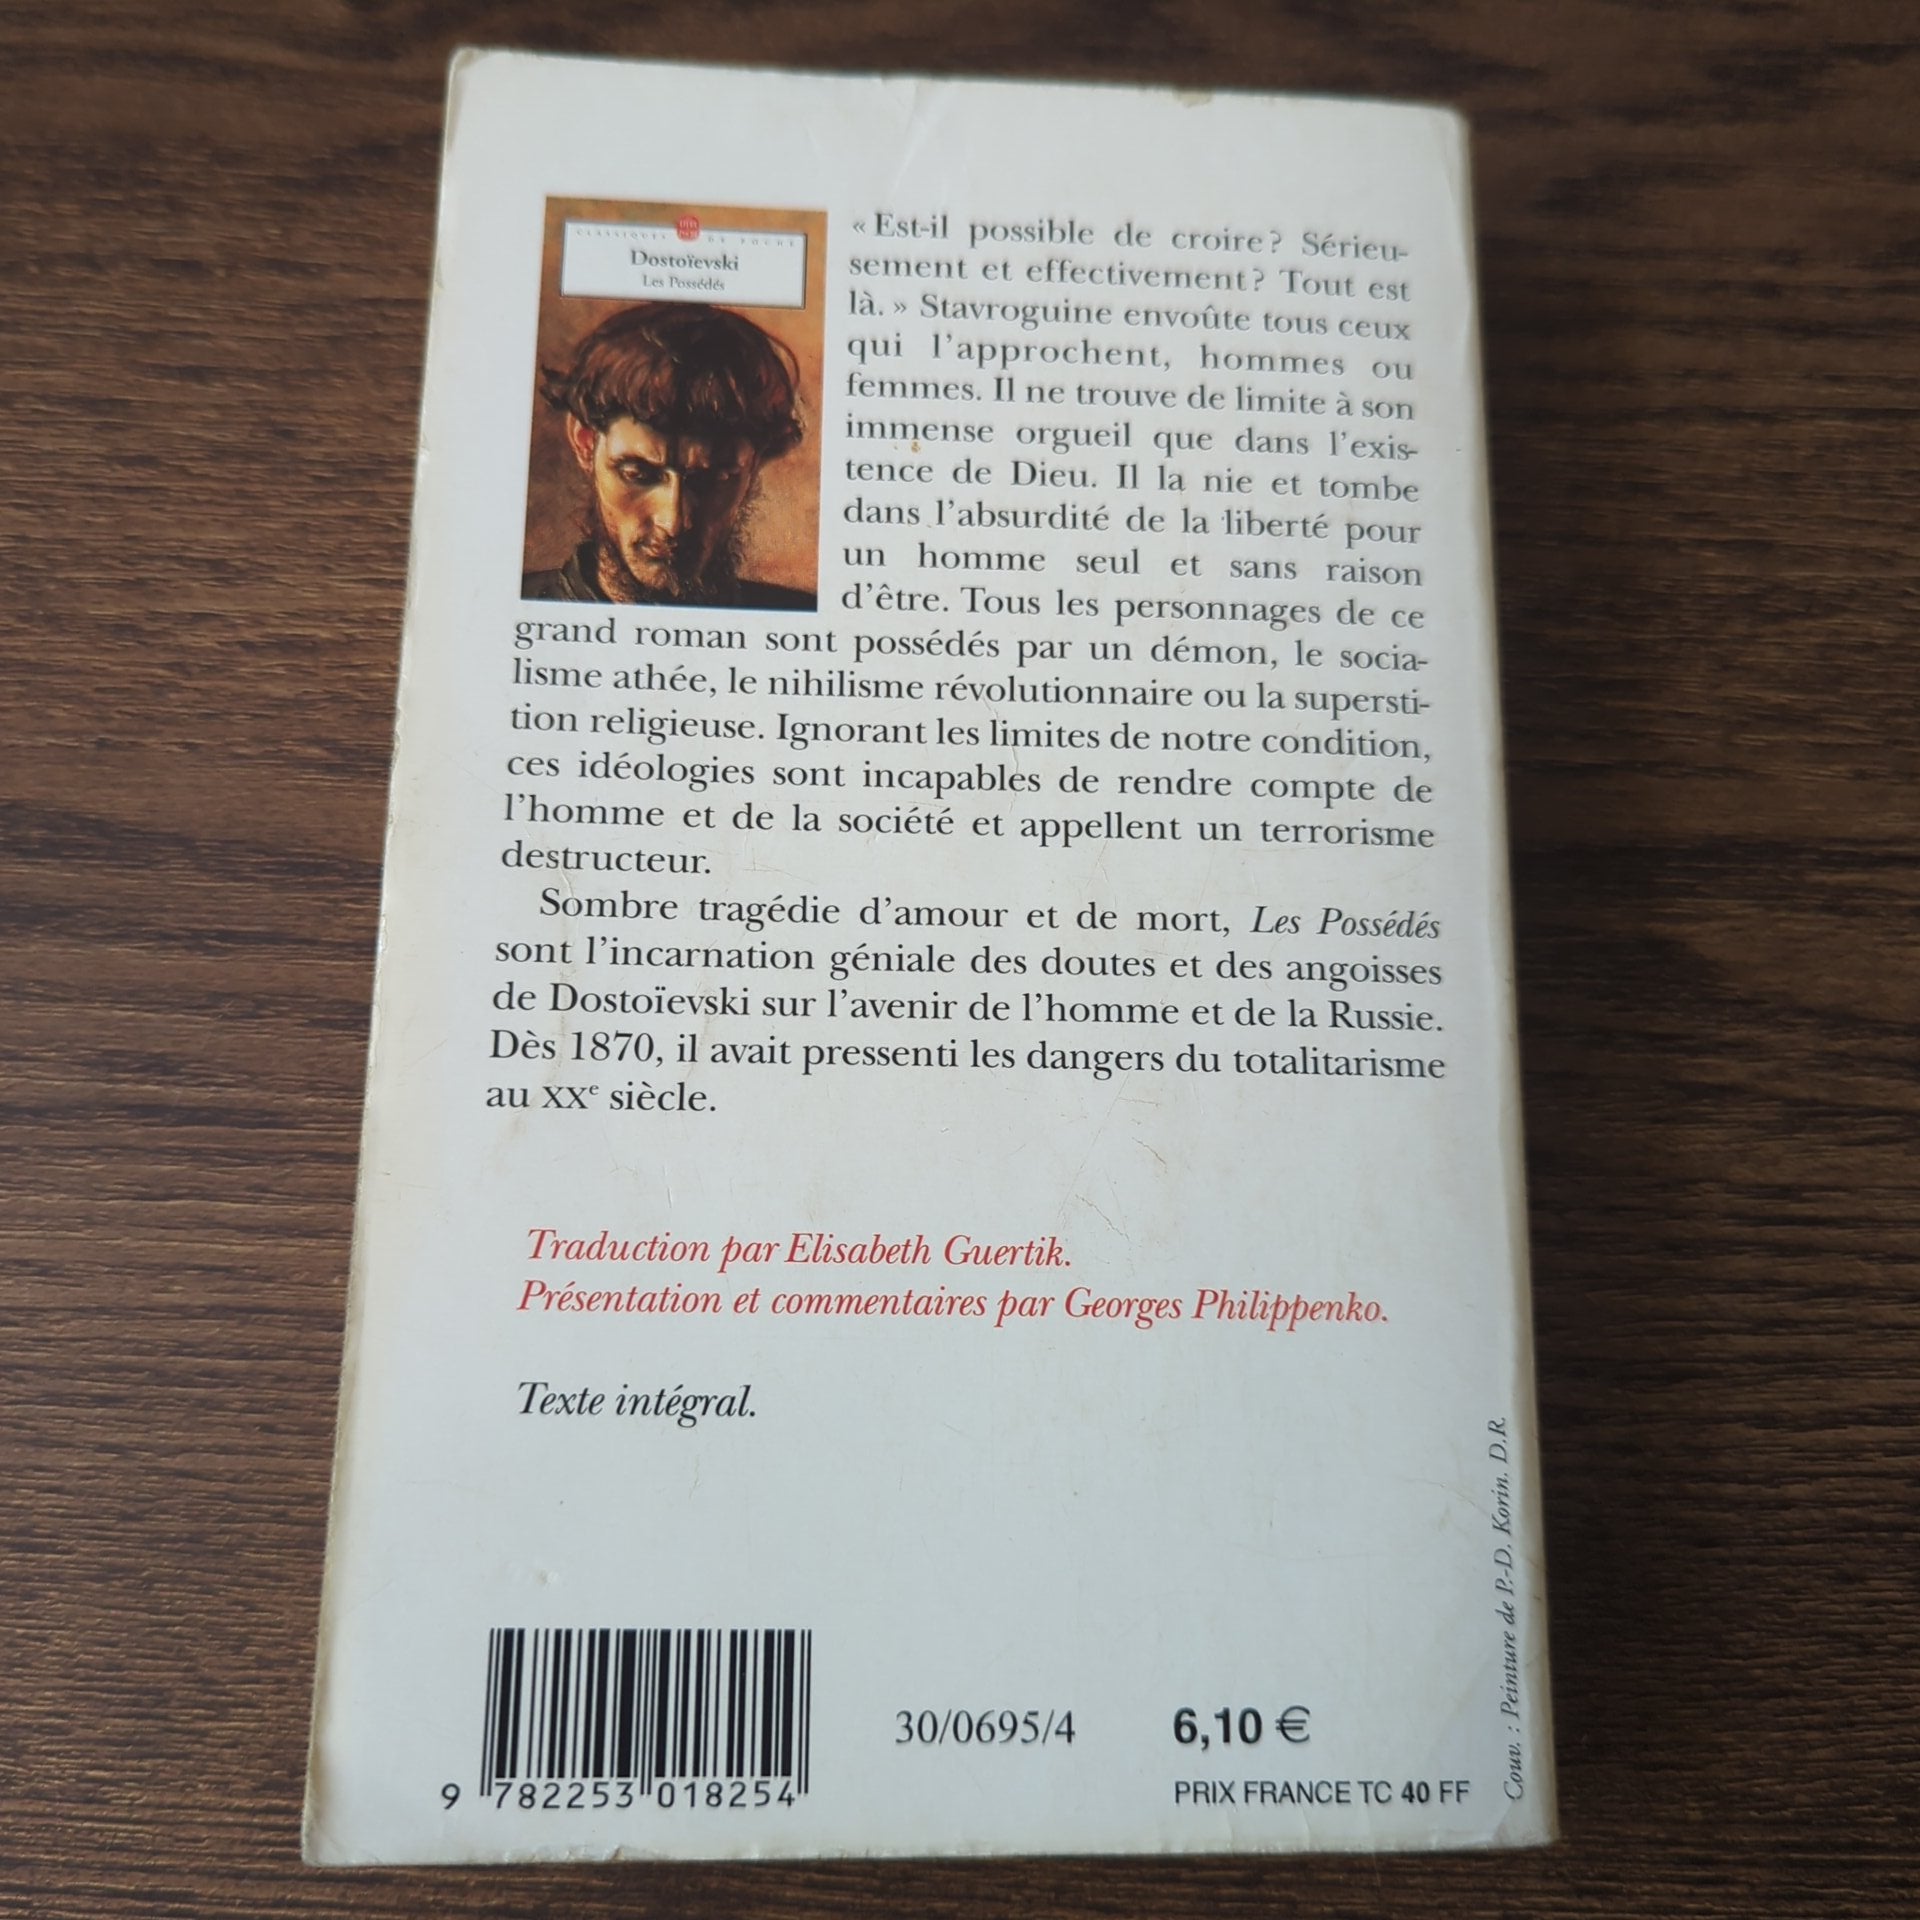 CLASSIQUES DE POCHE
Dostoïevski
Les Possédés
« Est-il possible de croire ? Sérieu-
sement et effectivement ? Tout est
là. » Stavroguine envoûte tous ceux
qui l'approchent, hommes ou
femmes. Il ne trouve de limite à son
immense orgueil que dans l'exis-
tence de Dieu. Il la nie et tombe
dans l'absurdité de la liberté pour
un homme seul et sans raison
d'être. Tous les personnages de ce
grand roman sont possédés par un démon, le socia-
lisme athée, le nihilisme révolutionnaire ou la supersti-
tion religieuse. Ignorant les limites de notre condition,
ces idéologies sont incapables de rendre compte de
l'homme et de la société et appellent un terrorisme
destructeur.
Sombre tragédie d'amour et de mort, Les Possédés
sont l'incarnation géniale des doutes et des angoisses
de Dostoïevski sur l'avenir de l'homme et de la Russie.
Dès 1870, il avait pressenti les dangers du totalitarisme
au XXe siècle.
Traduction par Elisabeth Guertik.
Présentation et commentaires par Georges Philippenko.
Texte intégral.
9 782253 018254
30/0695/4
6,10 €
PRIX FRANCE TC 40 FF
Couv. : Peinture de P.-D. Korin. D.R.